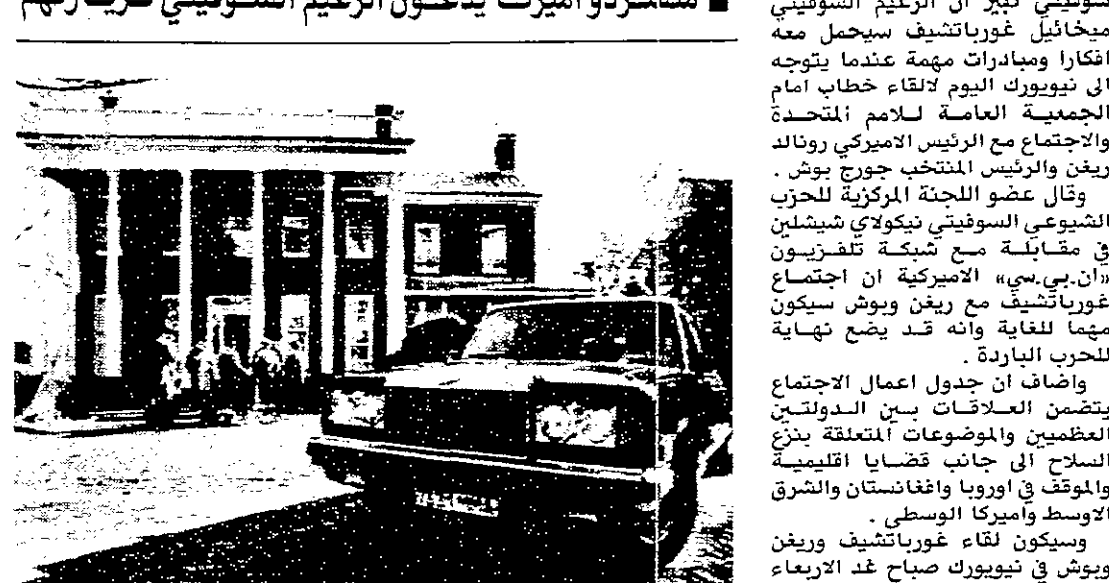 ■ يدعون الزعيم السوفيتي
سوفيتي كبير ان الزعيم السوفيتي
ميخائيل غورباتشيف سيحمل معه
افكارا ومبادرات مهمة عندما يتوجه
الى نيويورك اليوم لالقاء خطاب امام
الجمعية العامة للامم المتحدة
والاجتماع مع الرئيس الاميركي رونالد
ريغن والرئيس المنتخب جورج بوش .
وقال عضو اللجنة المركزية للحزب
الشيوعي السوفيتي نيكولاي شيشلين
في مقابلة مع شبكة تلفزيون
«ان.بي.سي» الاميركية ان اجتماع
غورباتشيف مع ريغن وبوش سيكون
مهما للغاية وانه قد يضع نهاية
للحرب الباردة .
واضاف ان جدول اعمال الاجتماع
يتضمن العلاقات بين الدولتين
العظميين والموضوعات المتعلقة بنزع
السلاح الى جانب قضايا اقليمية
والموقف في اوروبا وافغانستان والشرق
الاوسط واميركا الوسطى .
وسيكون لقاء غورباتشيف وريغن
وبوش في نيويورك صباح غد الاربعاء